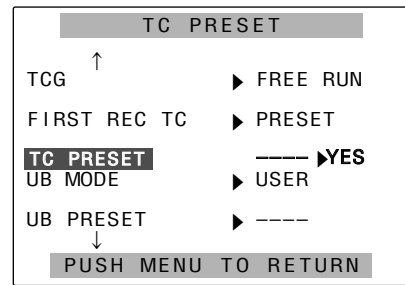 TC PRESET
↑
TCG ▶ FREE RUN
FIRST REC TC ▶ PRESET
TC PRESET ---- ▶YES
UB MODE ▶ USER
UB PRESET ▶ ----
↓
PUSH MENU TO RETURN